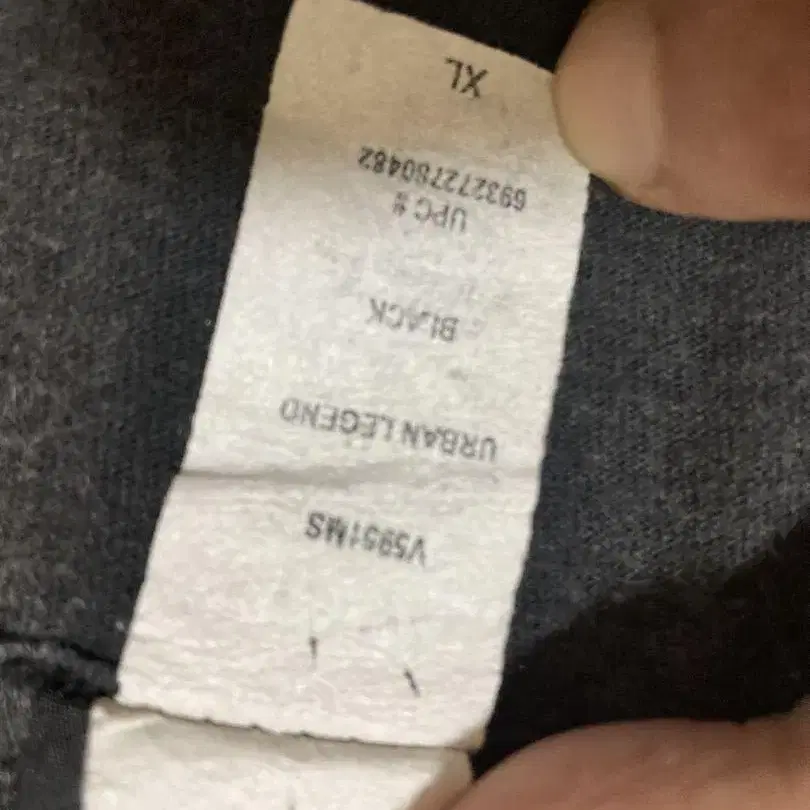 V5951MS
URBAN LEGEND
BLACK
UPC #
693272780482
XL